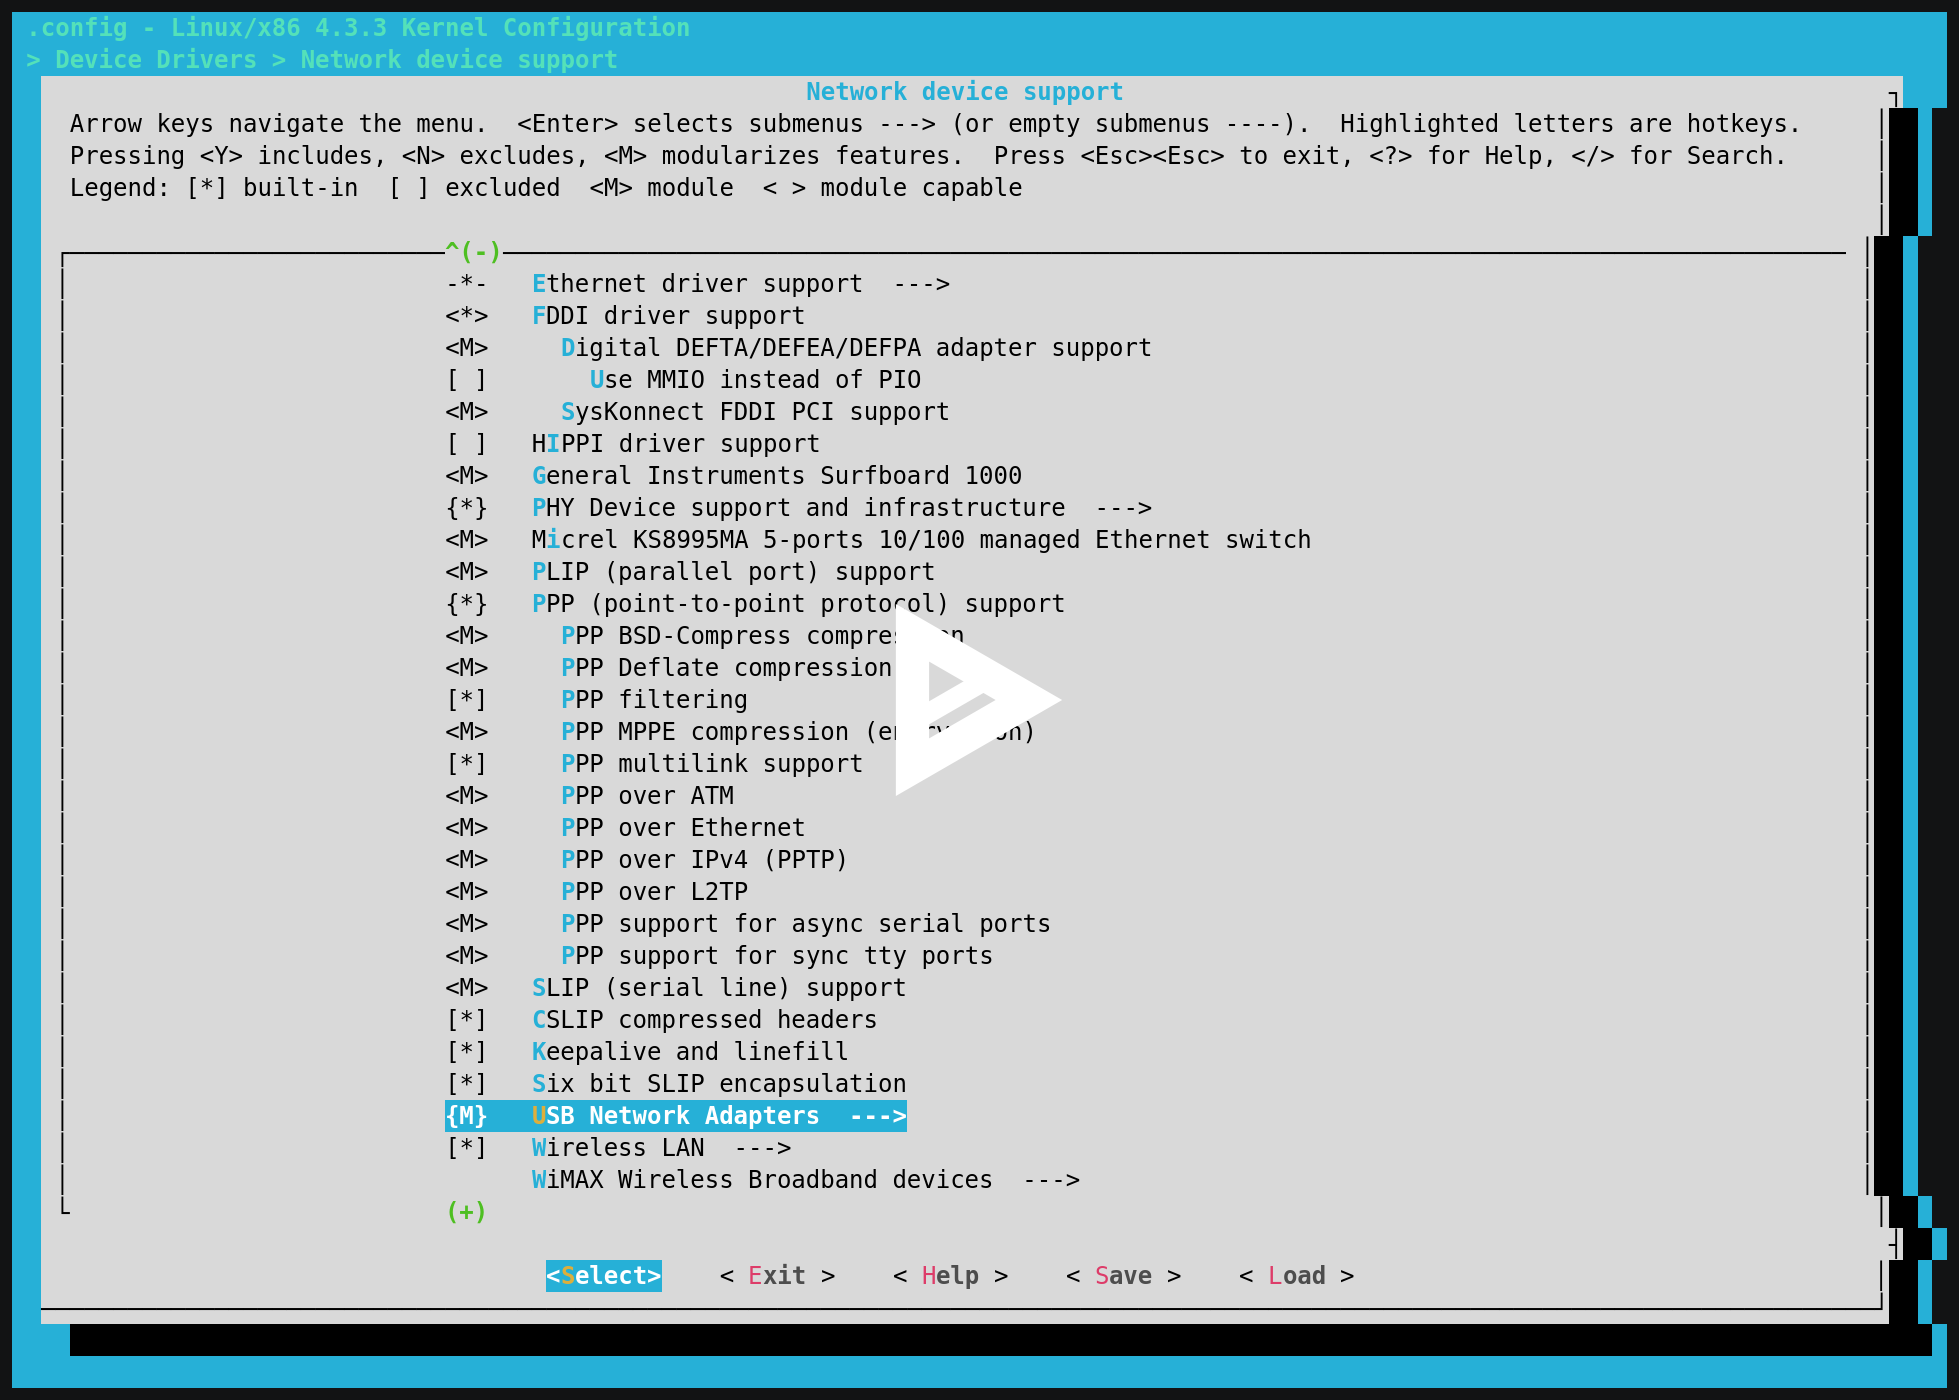 .config - Linux/x86 4.3.3 Kernel Configuration
> Device Drivers > Network device support
Network device support
Arrow keys navigate the menu.  <Enter> selects submenus ---> (or empty submenus ----).  Highlighted letters are hotkeys.
Pressing <Y> includes, <N> excludes, <M> modularizes features.  Press <Esc><Esc> to exit, <?> for Help, </> for Search.
Legend: [*] built-in  [ ] excluded  <M> module  < > module capable
^(-)
-*-   Ethernet driver support  --->
<*>   FDDI driver support
<M>     Digital DEFTA/DEFEA/DEFPA adapter support
[ ]       Use MMIO instead of PIO
<M>     SysKonnect FDDI PCI support
[ ]   HIPPI driver support
<M>   General Instruments Surfboard 1000
{*}   PHY Device support and infrastructure  --->
<M>   Micrel KS8995MA 5-ports 10/100 managed Ethernet switch
<M>   PLIP (parallel port) support
{*}   PPP (point-to-point protocol) support
<M>     PPP BSD-Compress
<M>     PPP Deflate compression
[*]     PPP filtering
<M>     PPP MPPE compression
[*]     PPP multilink support
<M>     PPP over ATM
<M>     PPP over Ethernet
<M>     PPP over IPv4 (PPTP)
<M>     PPP over L2TP
<M>     PPP support for async serial ports
<M>     PPP support for sync tty ports
<M>   SLIP (serial line) support
[*]   CSLIP compressed headers
[*]   Keepalive and linefill
[*]   Six bit SLIP encapsulation
{M}   USB Network Adapters  --->
[*]   Wireless LAN  --->
WiMAX Wireless Broadband devices  --->
(+)
<Select>    < Exit >    < Help >    < Save >    < Load >